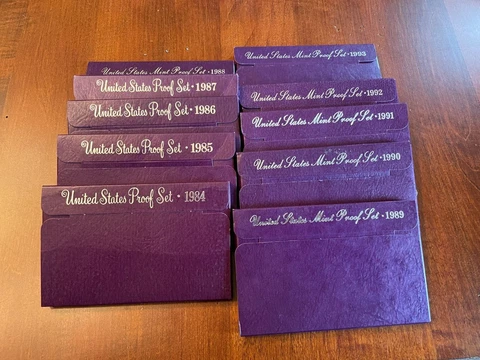 United States Mint Proof Set • 1988
United States Proof Set • 1987
United States Proof Set • 1986
United States Proof Set • 1985
United States Proof Set • 1984
United States Mint Proof Set • 1993
United States Mint Proof Set • 1992
United States Mint Proof Set • 1991
United States Mint Proof Set • 1990
United States Mint Proof Set • 1989